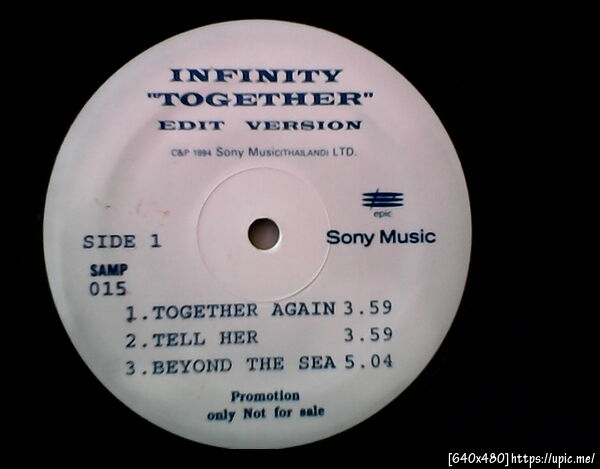 INFINITY
"TOGETHER"
EDIT VERSION
C&P 1994 Sony Music(THAILAND) LTD.
epic
SIDE 1
Sony Music
SAMP
015
1.TOGETHER AGAIN 3.59
2.TELL HER 3.59
3.BEYOND THE SEA 5.04
Promotion
only Not for sale
[640x480]https://upic.me/